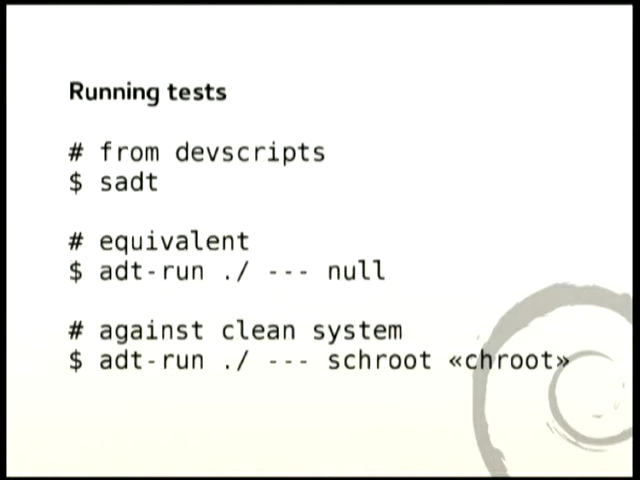 Running tests
# from devscripts
$ sadt
# equivalent
$ adt-run ./ --- null
# against clean system
$ adt-run ./ --- schroot «chroot»